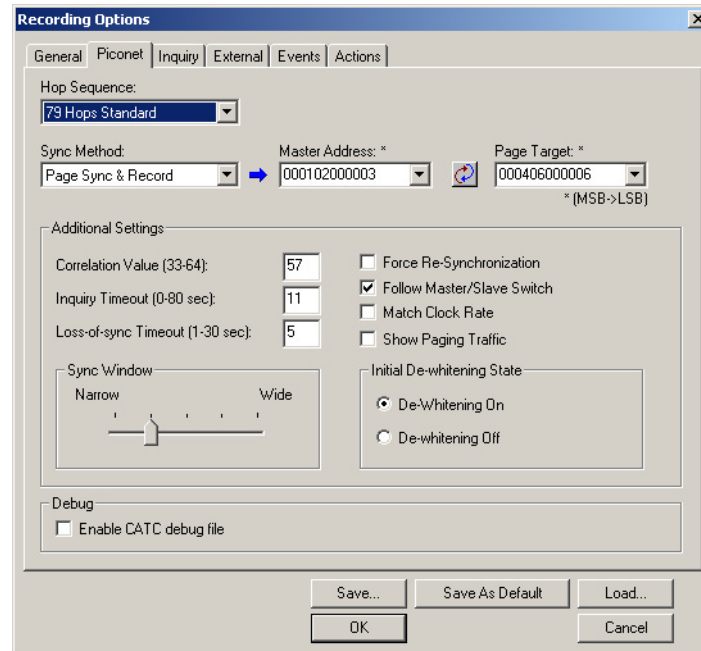 Recording Options
General Piconet Inquiry External Events Actions
Hop Sequence:
79 Hops Standard
Sync Method: Master Address: * Page Target: *
Page Sync & Record 000102000003 000406000006
* (MSB->LSB)
Additional Settings
Correlation Value (33-64): 57 Force Re-Synchronization
Inquiry Timeout (0-80 sec): 11 Follow Master/Slave Switch
Match Clock Rate
Loss-of-sync Timeout (1-30 sec): 5 Show Paging Traffic
Sync Window Initial De-whitening State
Narrow Wide
De-Whitening On
De-whitening Off
Debug
Enable CATC debug file
Save... Save As Default Load...
OK Cancel